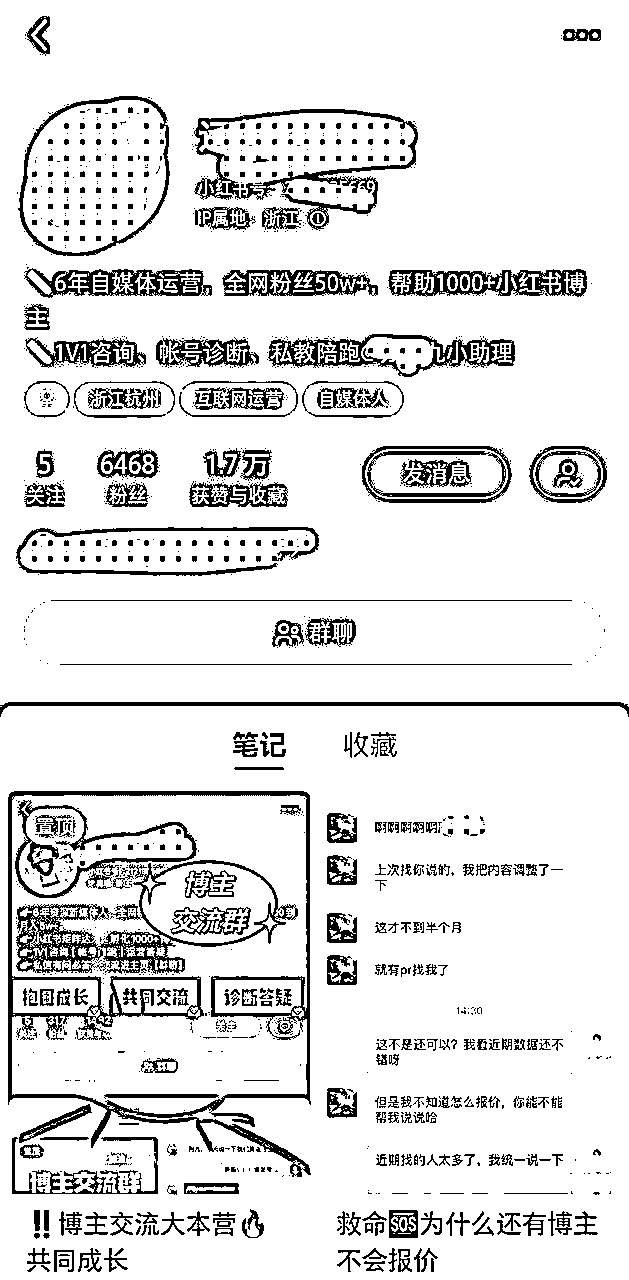 小红书号
IP属地：浙江
6年自媒体运营，全网粉丝50w+，帮助1000+小红书博
主
1V1咨询、帐号诊断、私教陪跑
小助理
浙江杭州
互联网运营
自媒体人
5
6468
1.7万
发消息
关注
粉丝
获赞与收藏
群聊
笔记
收藏
置顶
博主
交流群
抱团成长
共同交流
诊断答疑
博主交流群
‼️博主交流大本营🔥
共同成长
啊啊啊啊啊
上次找你说的，我把内容调整了一
下
这才不到半个月
就有pr找我了
14:30
这不是还可以？我看近期数据还不
错呀
但是我不知道怎么报价，你能不能
帮我说说哈
近期找的人太多了，我统一说一下
救命🆘为什么还有博主
不会报价